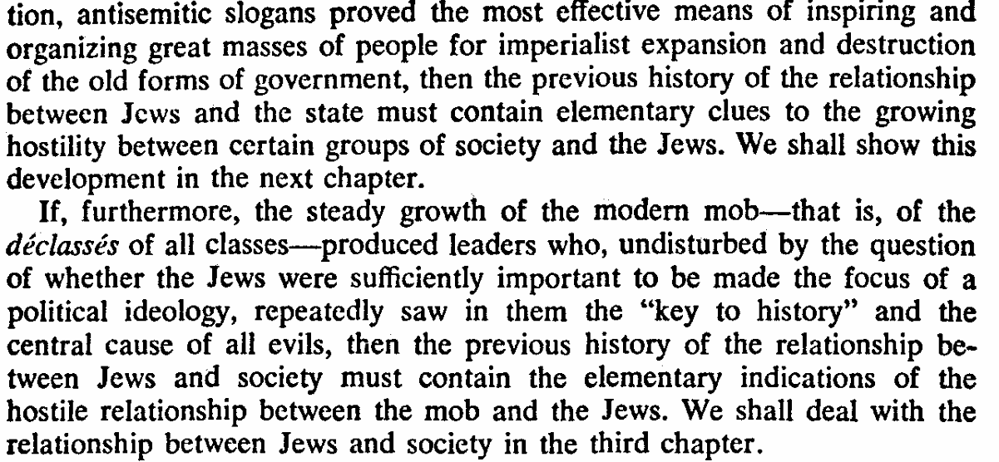 tion, antisemitic slogans proved the most effective means of inspiring and
organizing great masses of people for imperialist expansion and destruction
of the old forms of government, then the previous history of the relationship
between Jews and the state must contain elementary clues to the growing
hostility between certain groups of society and the Jews. We shall show this
development in the next chapter.
If, furthermore, the steady growth of the modern mob—that is, of the
déclassés of all classes—produced leaders who, undisturbed by the question
of whether the Jews were sufficiently important to be made the focus of a
political ideology, repeatedly saw in them the “key to history” and the
central cause of all evils, then the previous history of the relationship be-
tween Jews and society must contain the elementary indications of the
hostile relationship between the mob and the Jews. We shall deal with the
relationship between Jews and society in the third chapter.